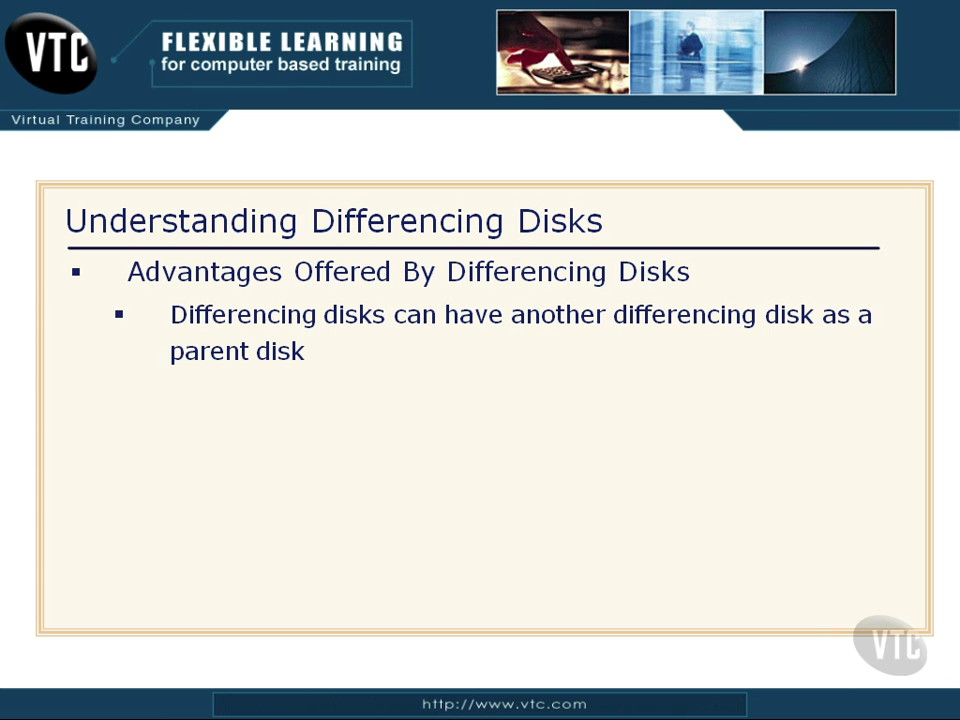 VTC
FLEXIBLE LEARNING
for computer based training
Virtual Training Company
Understanding Differencing Disks
▪ Advantages Offered By Differencing Disks
▪ Differencing disks can have another differencing disk as a
parent disk
VTC
http://www.vtc.com